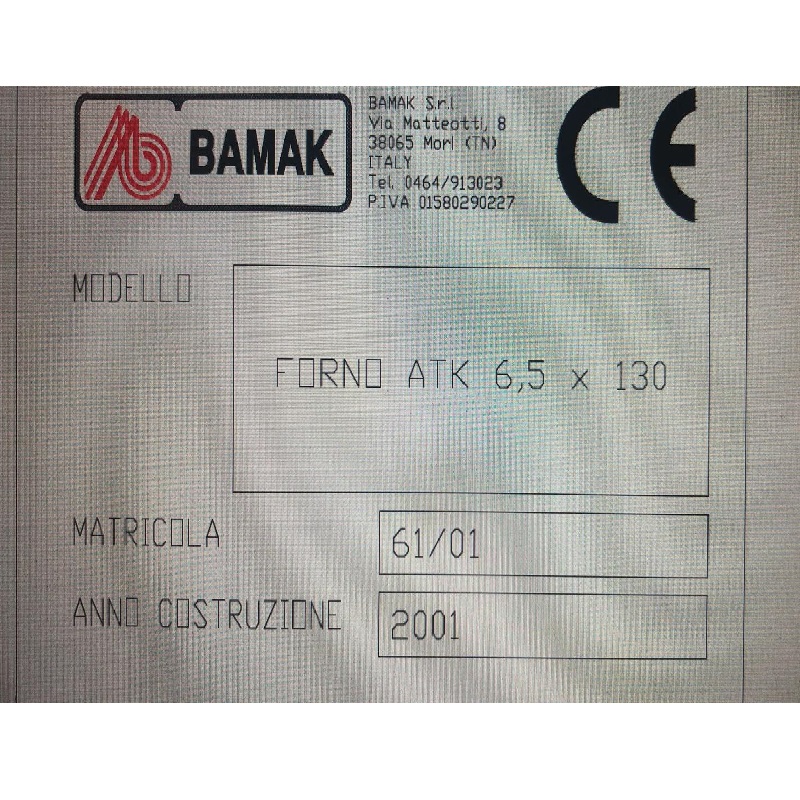 BAMAK
BAMAK S.r.l.
Via Matteotti, 8
38065 Mori (TN)
ITALY
Tel. 0464/913023
P.IVA 01580290227
CE
MODELLO
FORNO ATK 6,5 x 130
MATRICOLA
61/01
ANNO COSTRUZIONE
2001